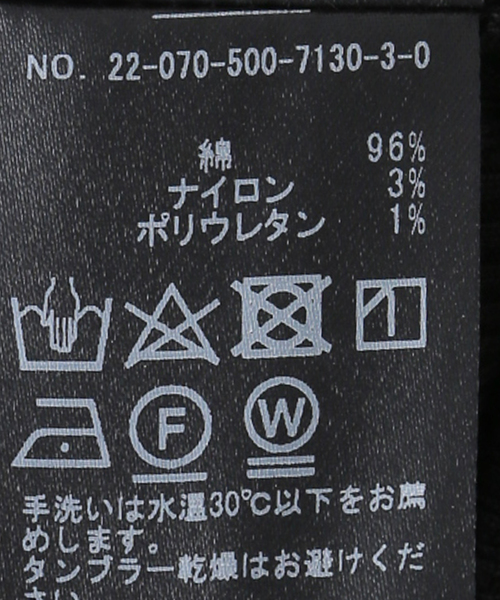 NO. 22-070-500-7130-3-0
綿 96%
ナイロン 3%
ポリウレタン 1%
F W
手洗いは水温30℃以下をお薦
めします。
タンブラー乾燥はお避けくだ
さい